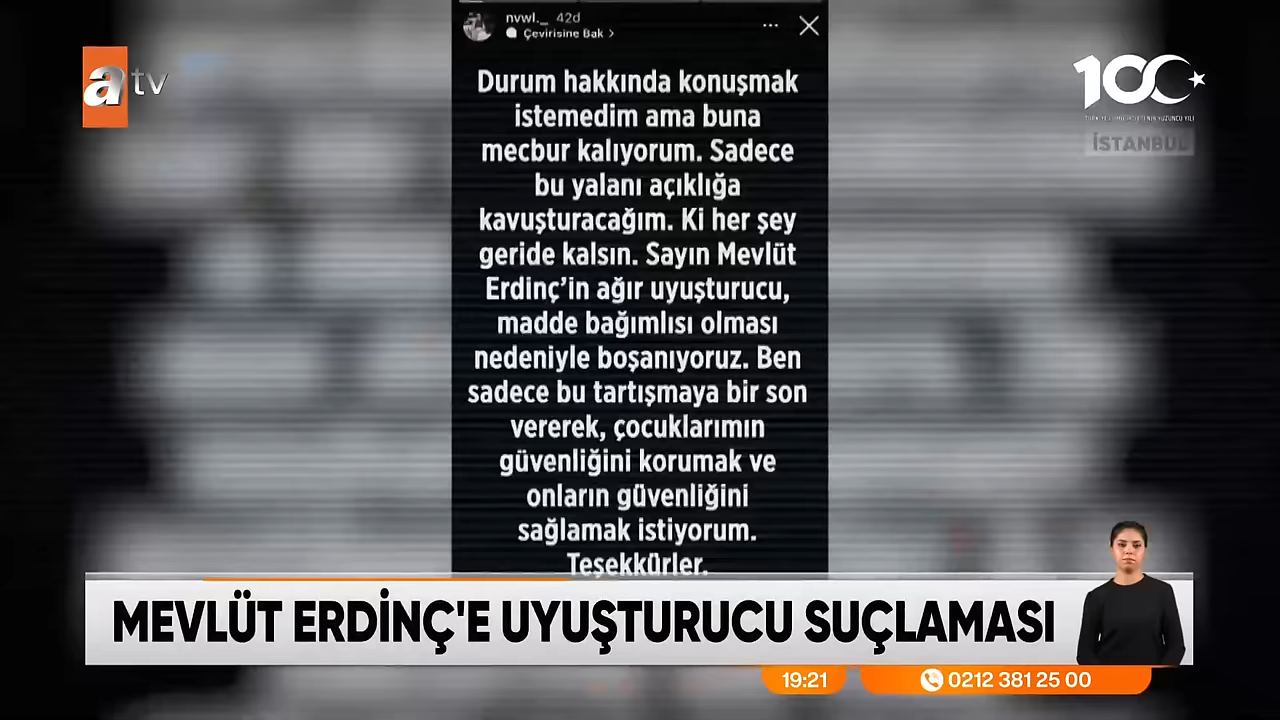 nvwl._ 42d
Çevirisine Bak >
atv
100
İSTANBUL
Durum hakkında konuşmak
istemedim ama buna
mecbur kalıyorum. Sadece
bu yalanı açıklığa
kavuşturacağım. Ki her şey
geride kalsın. Sayın Mevlüt
Erdinç’in ağır uyuşturucu,
madde bağımlısı olması
nedeniyle boşanıyoruz. Ben
sadece bu tartışmaya bir son
vererek, çocuklarımın
güvenliğini korumak ve
onların güvenliğini
sağlamak istiyorum.
Teşekkürler.
MEVLÜT ERDİNÇ'E UYUŞTURUCU SUÇLAMASI
19:21
0212 381 25 00